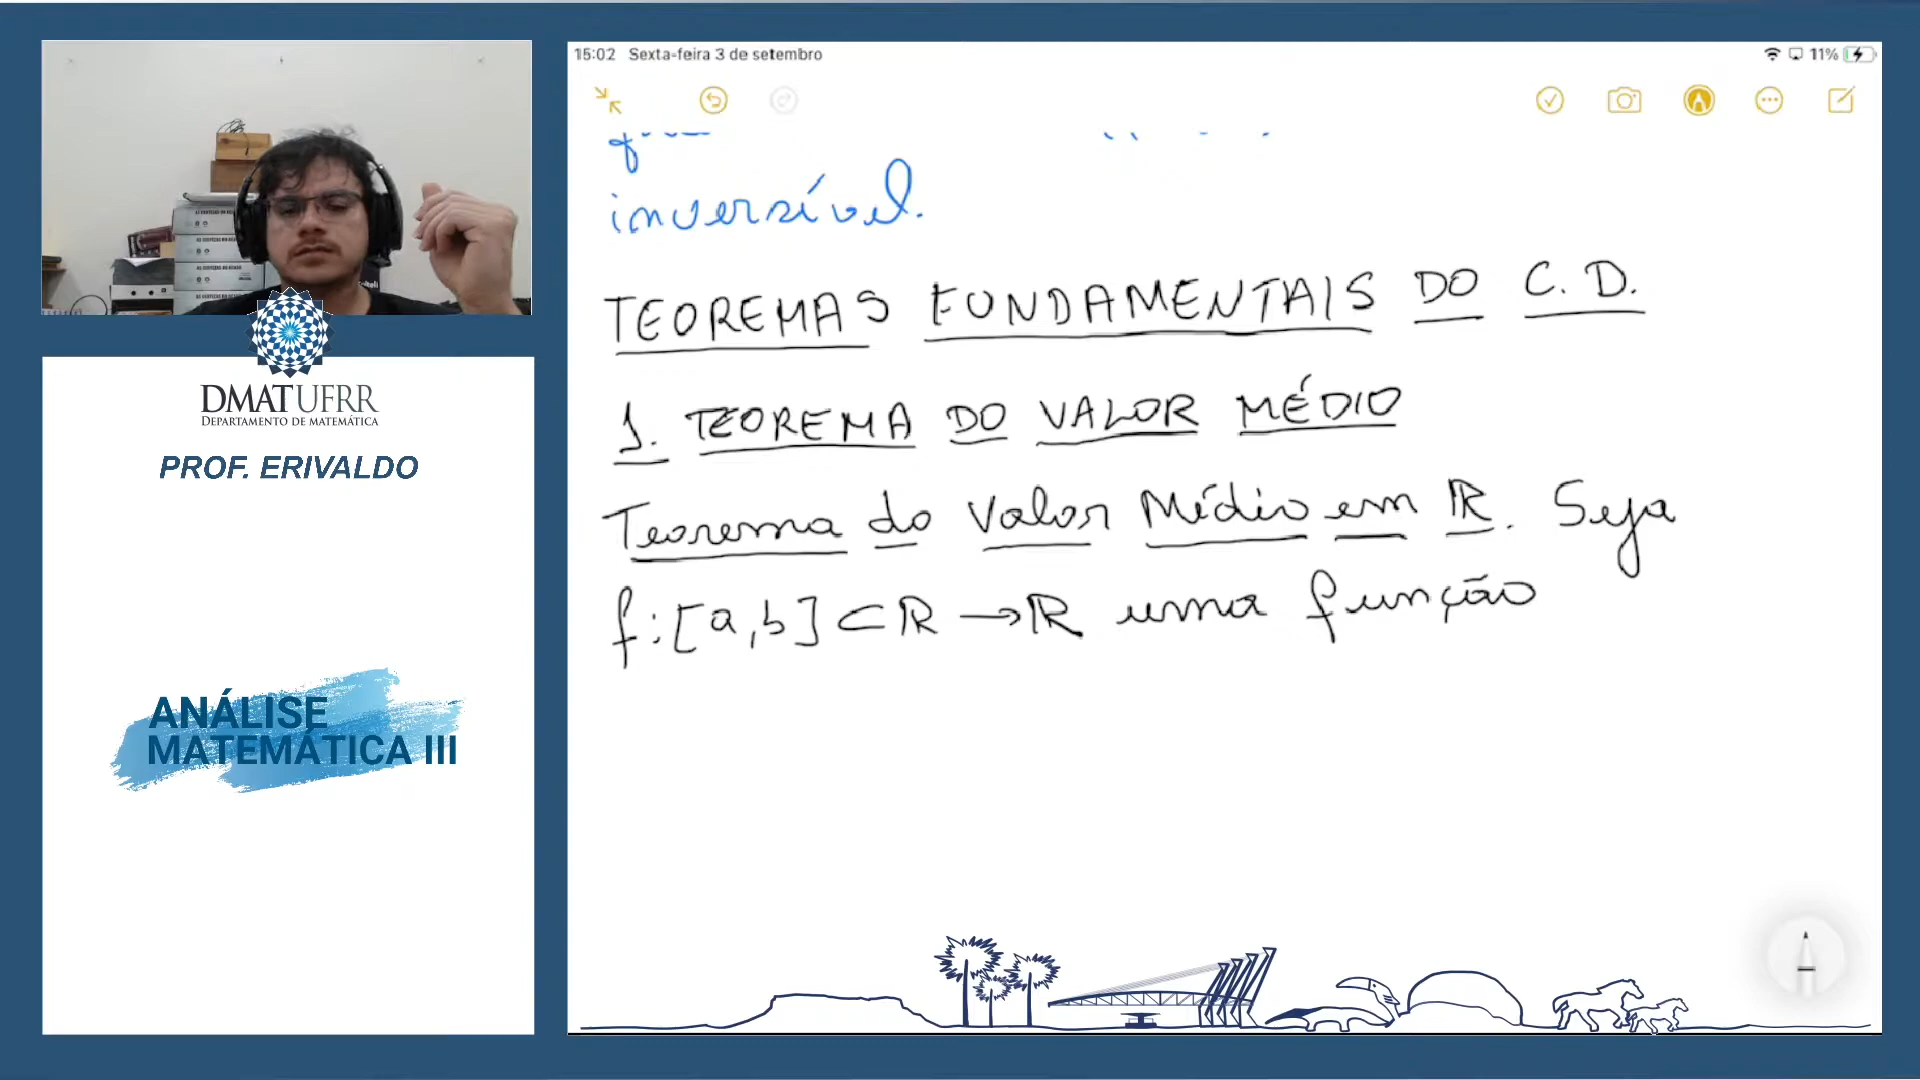 15:02 Sexta-feira 3 de setembro
11%
inversível.
TEOREMAS FUNDAMENTAIS DO C. D.
1. TEOREMA DO VALOR MÉDIO
Teorema do Valor Médio em ℝ. Seja
f:[a,b]⊂ℝ→ℝ uma função
DMATUFRR
DEPARTAMENTO DE MATEMÁTICA
PROF. ERIVALDO
ANÁLISE
MATEMÁTICA III